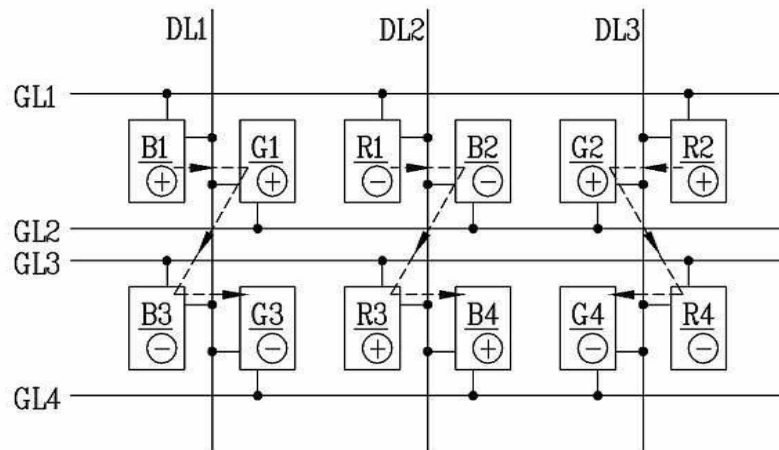 DL1 DL2 DL3
GL1
B1 G1 R1 B2 G2 R2
+ + − − + +
GL2
GL3
B3 G3 R3 B4 G4 R4
− − + + − −
GL4